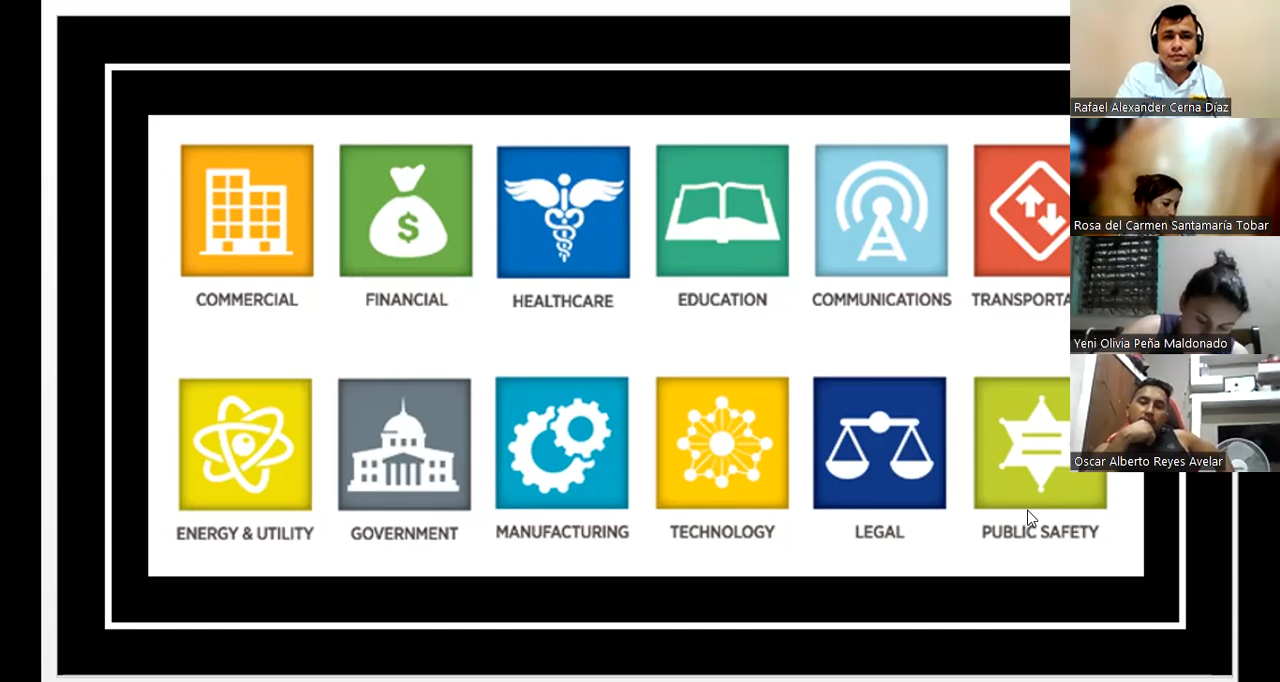 COMMERCIAL
FINANCIAL
HEALTHCARE
EDUCATION
COMMUNICATIONS
TRANSPORTA
ENERGY & UTILITY
GOVERNMENT
MANUFACTURING
TECHNOLOGY
LEGAL
PUBLIC SAFETY
$
Rafael Alexander Cerna Díaz
Rosa del Carmen Santamaría Tobar
Yeni Olivia Peña Maldonado
Oscar Alberto Reyes Avelar